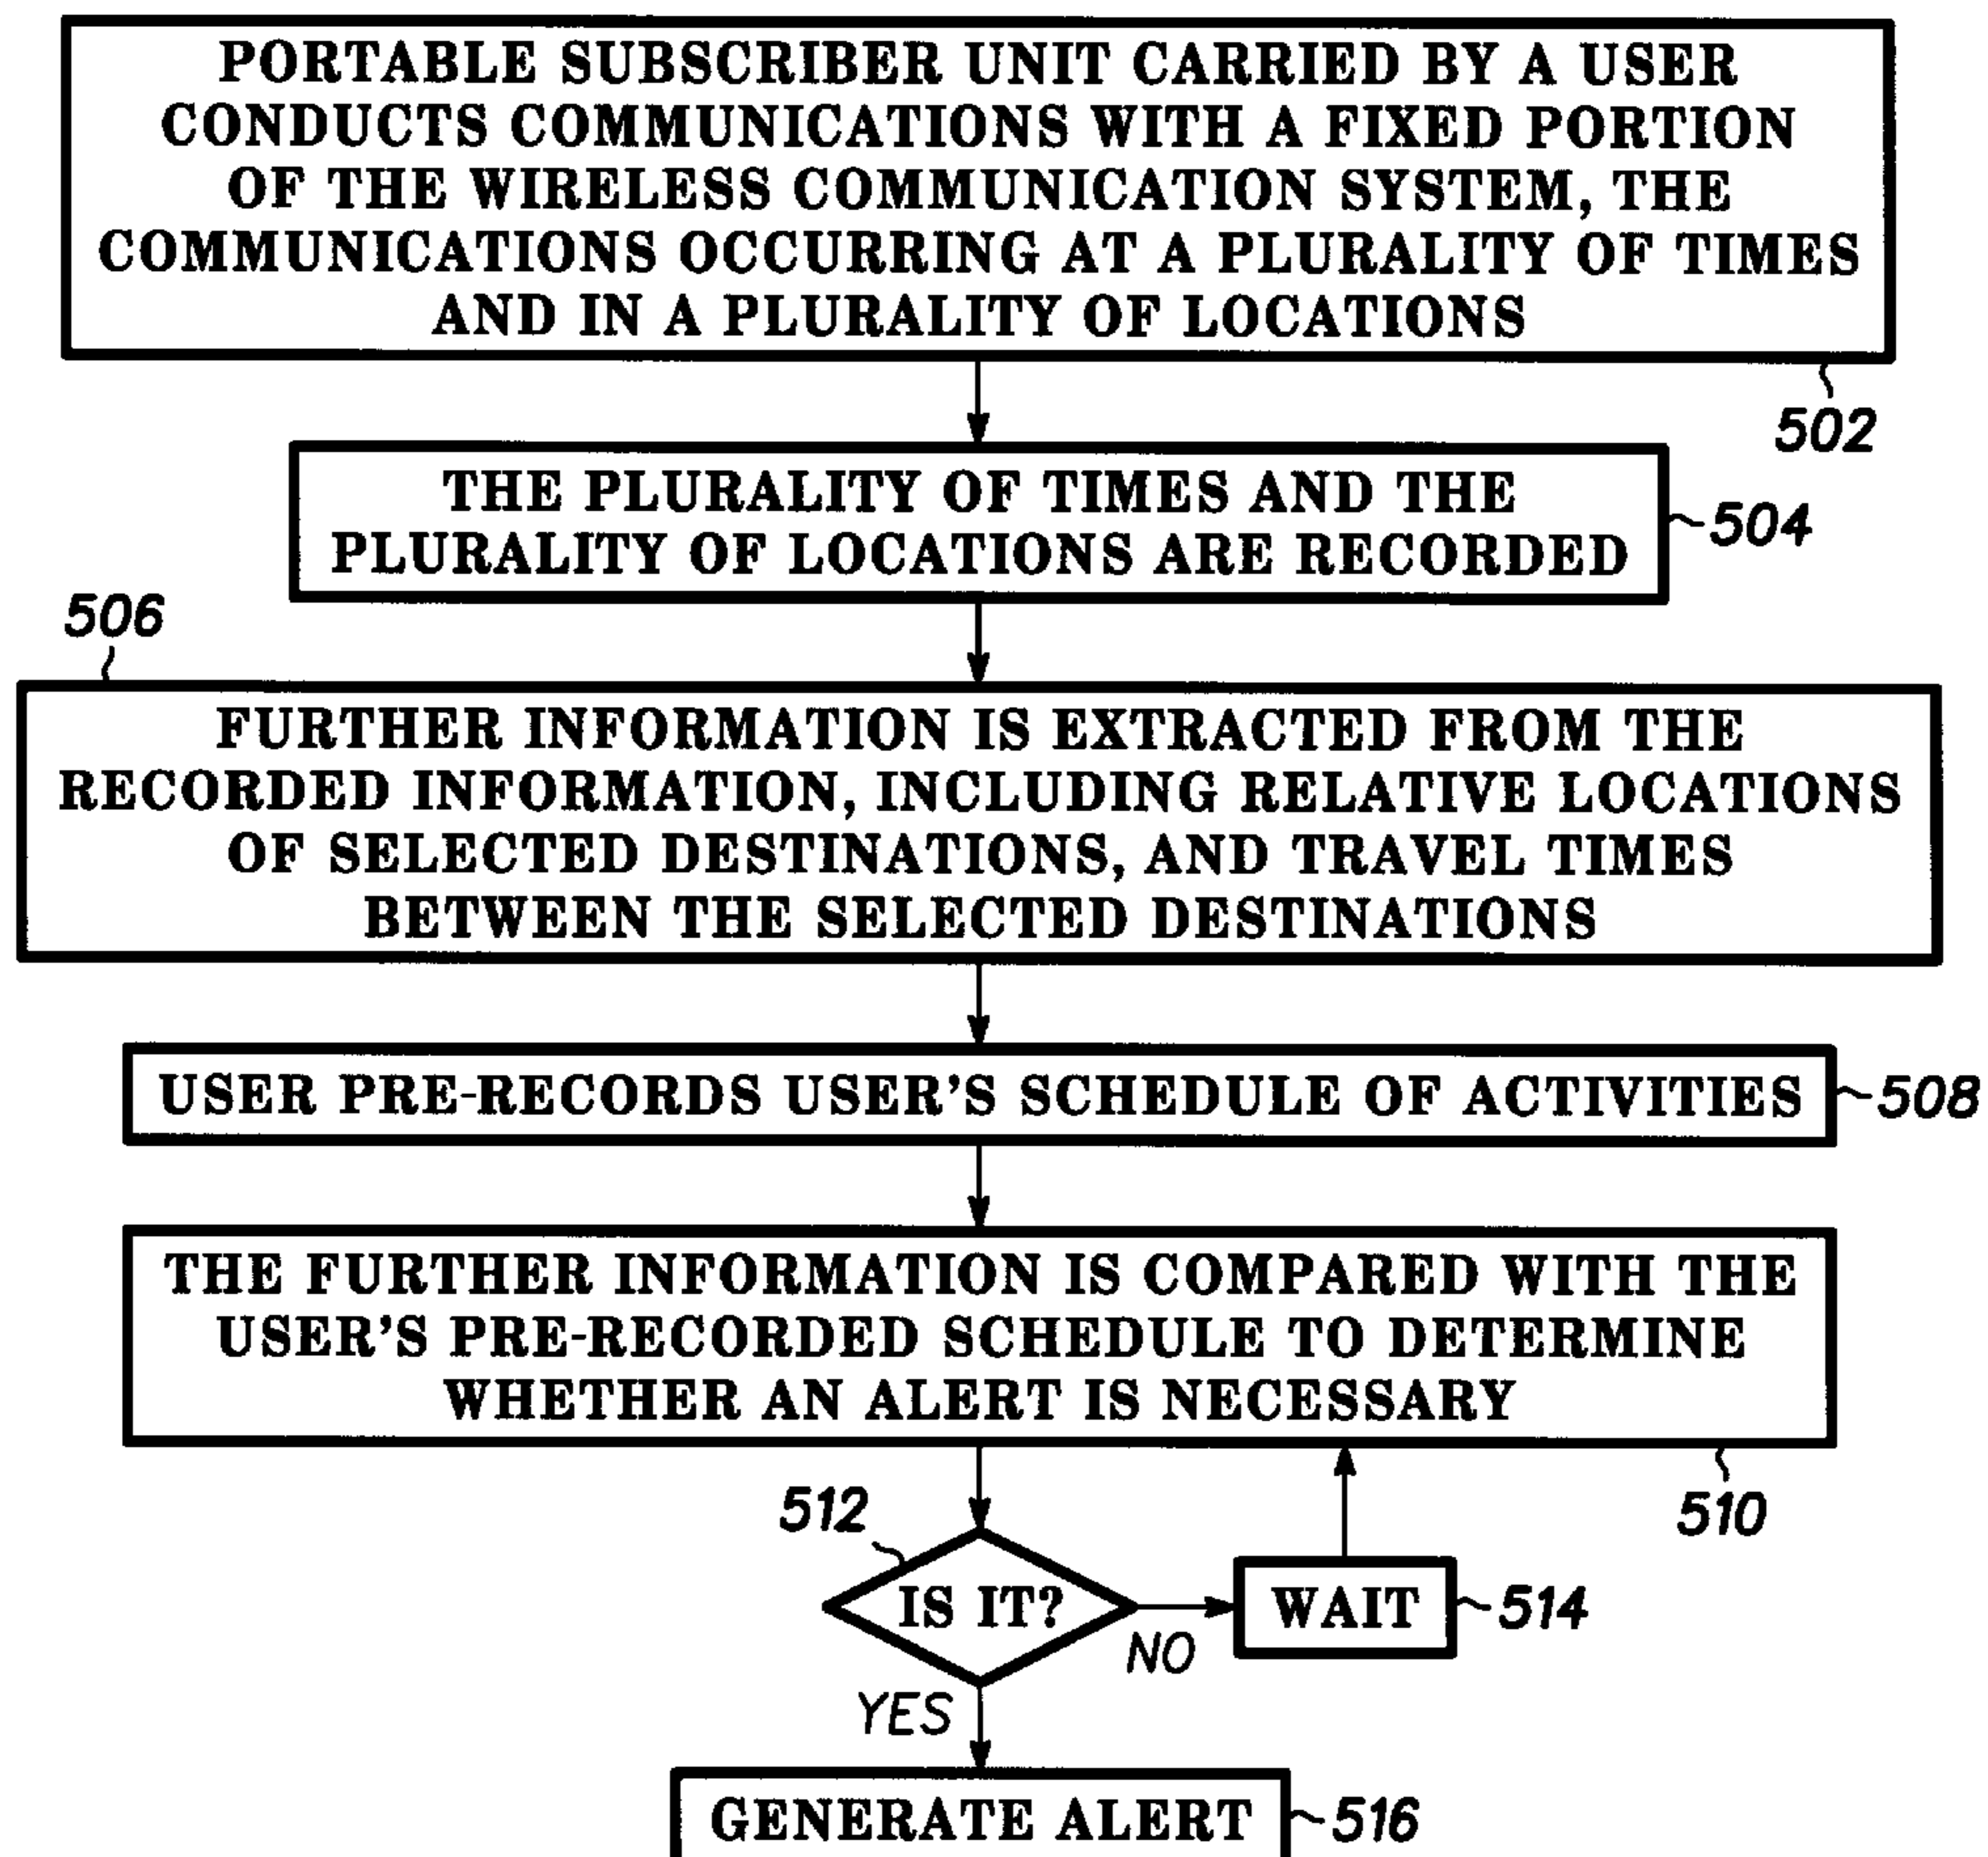 PORTABLE SUBSCRIBER UNIT CARRIED BY A USER
CONDUCTS COMMUNICATIONS WITH A FIXED PORTION
OF THE WIRELESS COMMUNICATION SYSTEM, THE
COMMUNICATIONS OCCURRING AT A PLURALITY OF TIMES
AND IN A PLURALITY OF LOCATIONS
502
THE PLURALITY OF TIMES AND THE
PLURALITY OF LOCATIONS ARE RECORDED
504
506
FURTHER INFORMATION IS EXTRACTED FROM THE
RECORDED INFORMATION, INCLUDING RELATIVE LOCATIONS
OF SELECTED DESTINATIONS, AND TRAVEL TIMES
BETWEEN THE SELECTED DESTINATIONS
USER PRE-RECORDS USER'S SCHEDULE OF ACTIVITIES
508
THE FURTHER INFORMATION IS COMPARED WITH THE
USER'S PRE-RECORDED SCHEDULE TO DETERMINE
WHETHER AN ALERT IS NECESSARY
510
512
IS IT?
NO
WAIT
514
YES
GENERATE ALERT
516